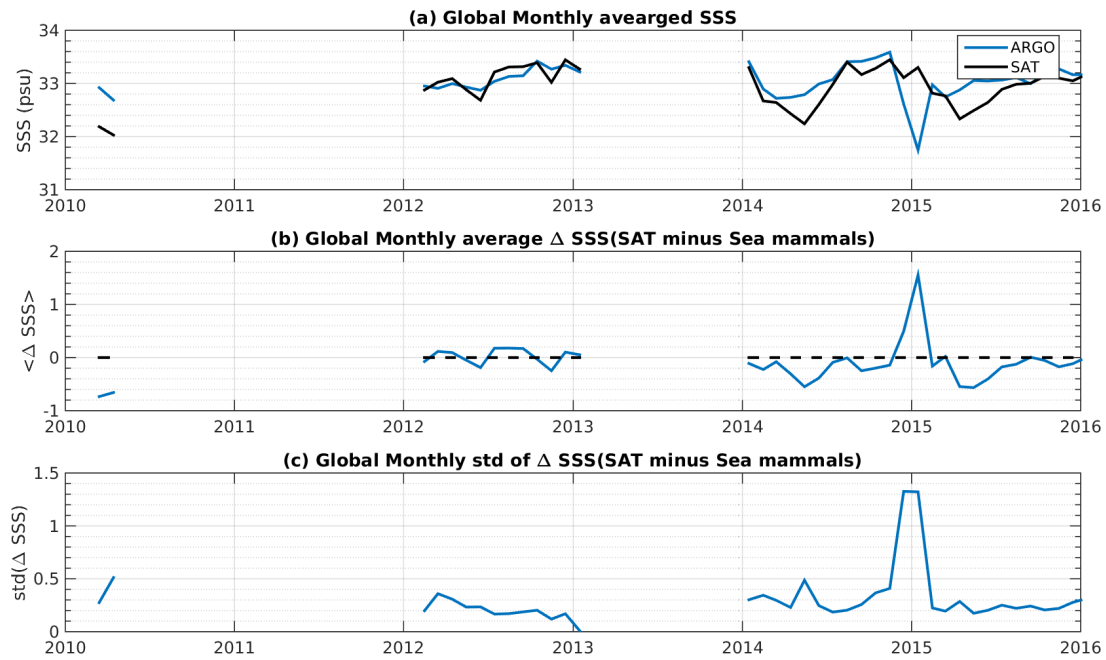 (a) Global Monthly avearged SSS
34
33
32
31
SSS (psu)
ARGO
SAT
2010 2011 2012 2013 2014 2015 2016
(b) Global Monthly average Δ SSS(SAT minus Sea mammals)
2
1
0
-1
<Δ SSS>
2010 2011 2012 2013 2014 2015 2016
(c) Global Monthly std of Δ SSS(SAT minus Sea mammals)
1.5
1
0.5
0
std(Δ SSS)
2010 2011 2012 2013 2014 2015 2016